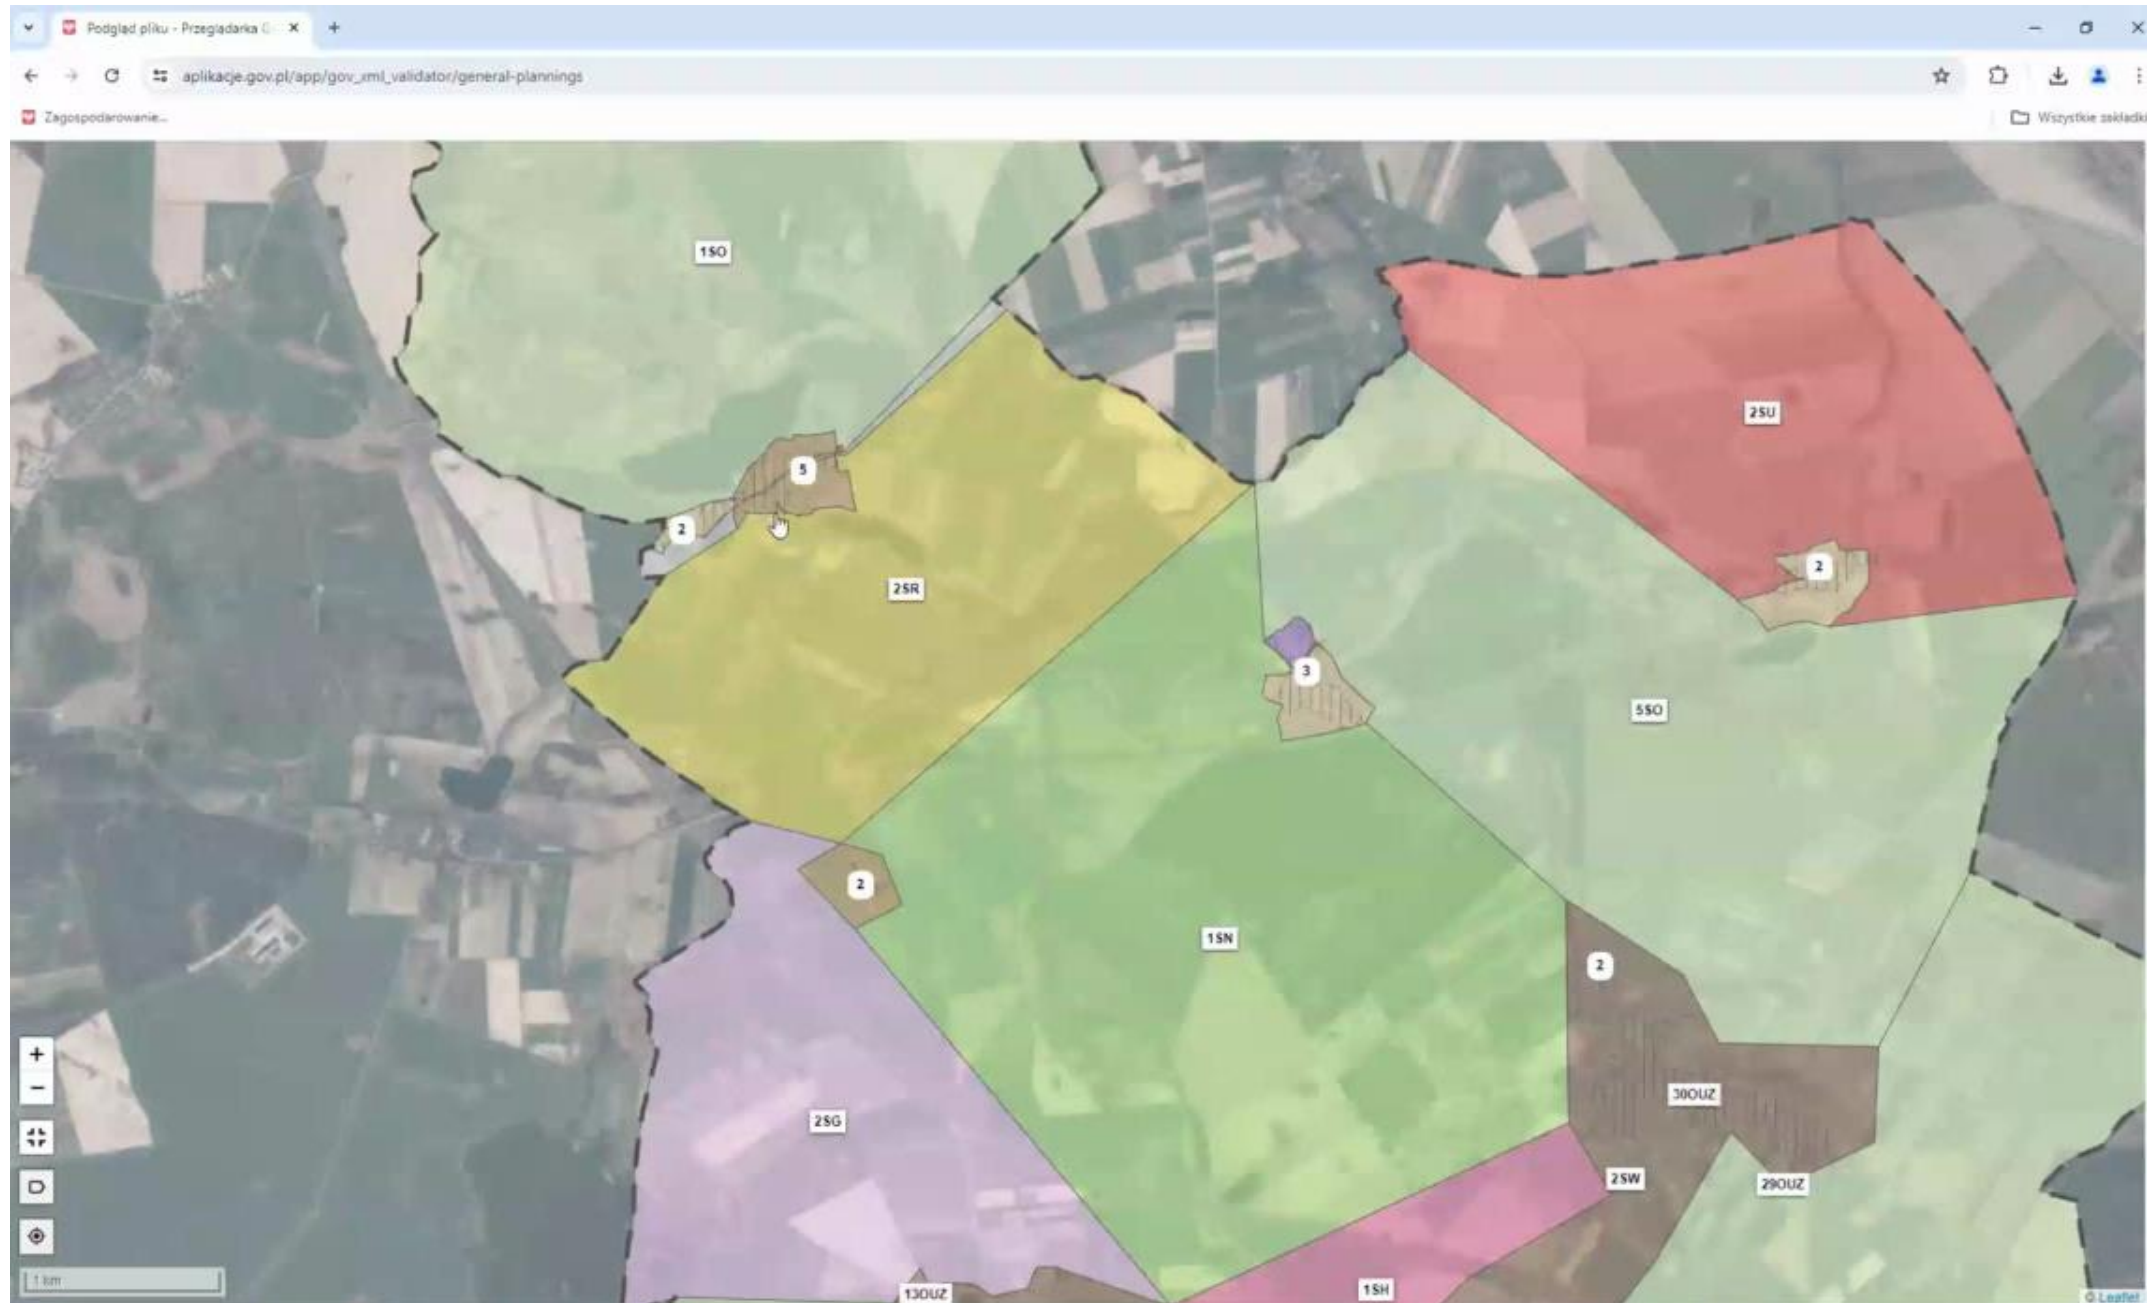 Podgląd pliku - Przeglądarka G
aplikacje.gov.pl/app/gov_xml_validator/general-plannings
Zagospodarowanie...
Wszystkie zakładki
1SO
2SU
5
2
2
2SR
3
5SO
2
1SN
2
30OUZ
2SG
2SW
29OUZ
1 km
13OUZ
1SH
© Leaflet